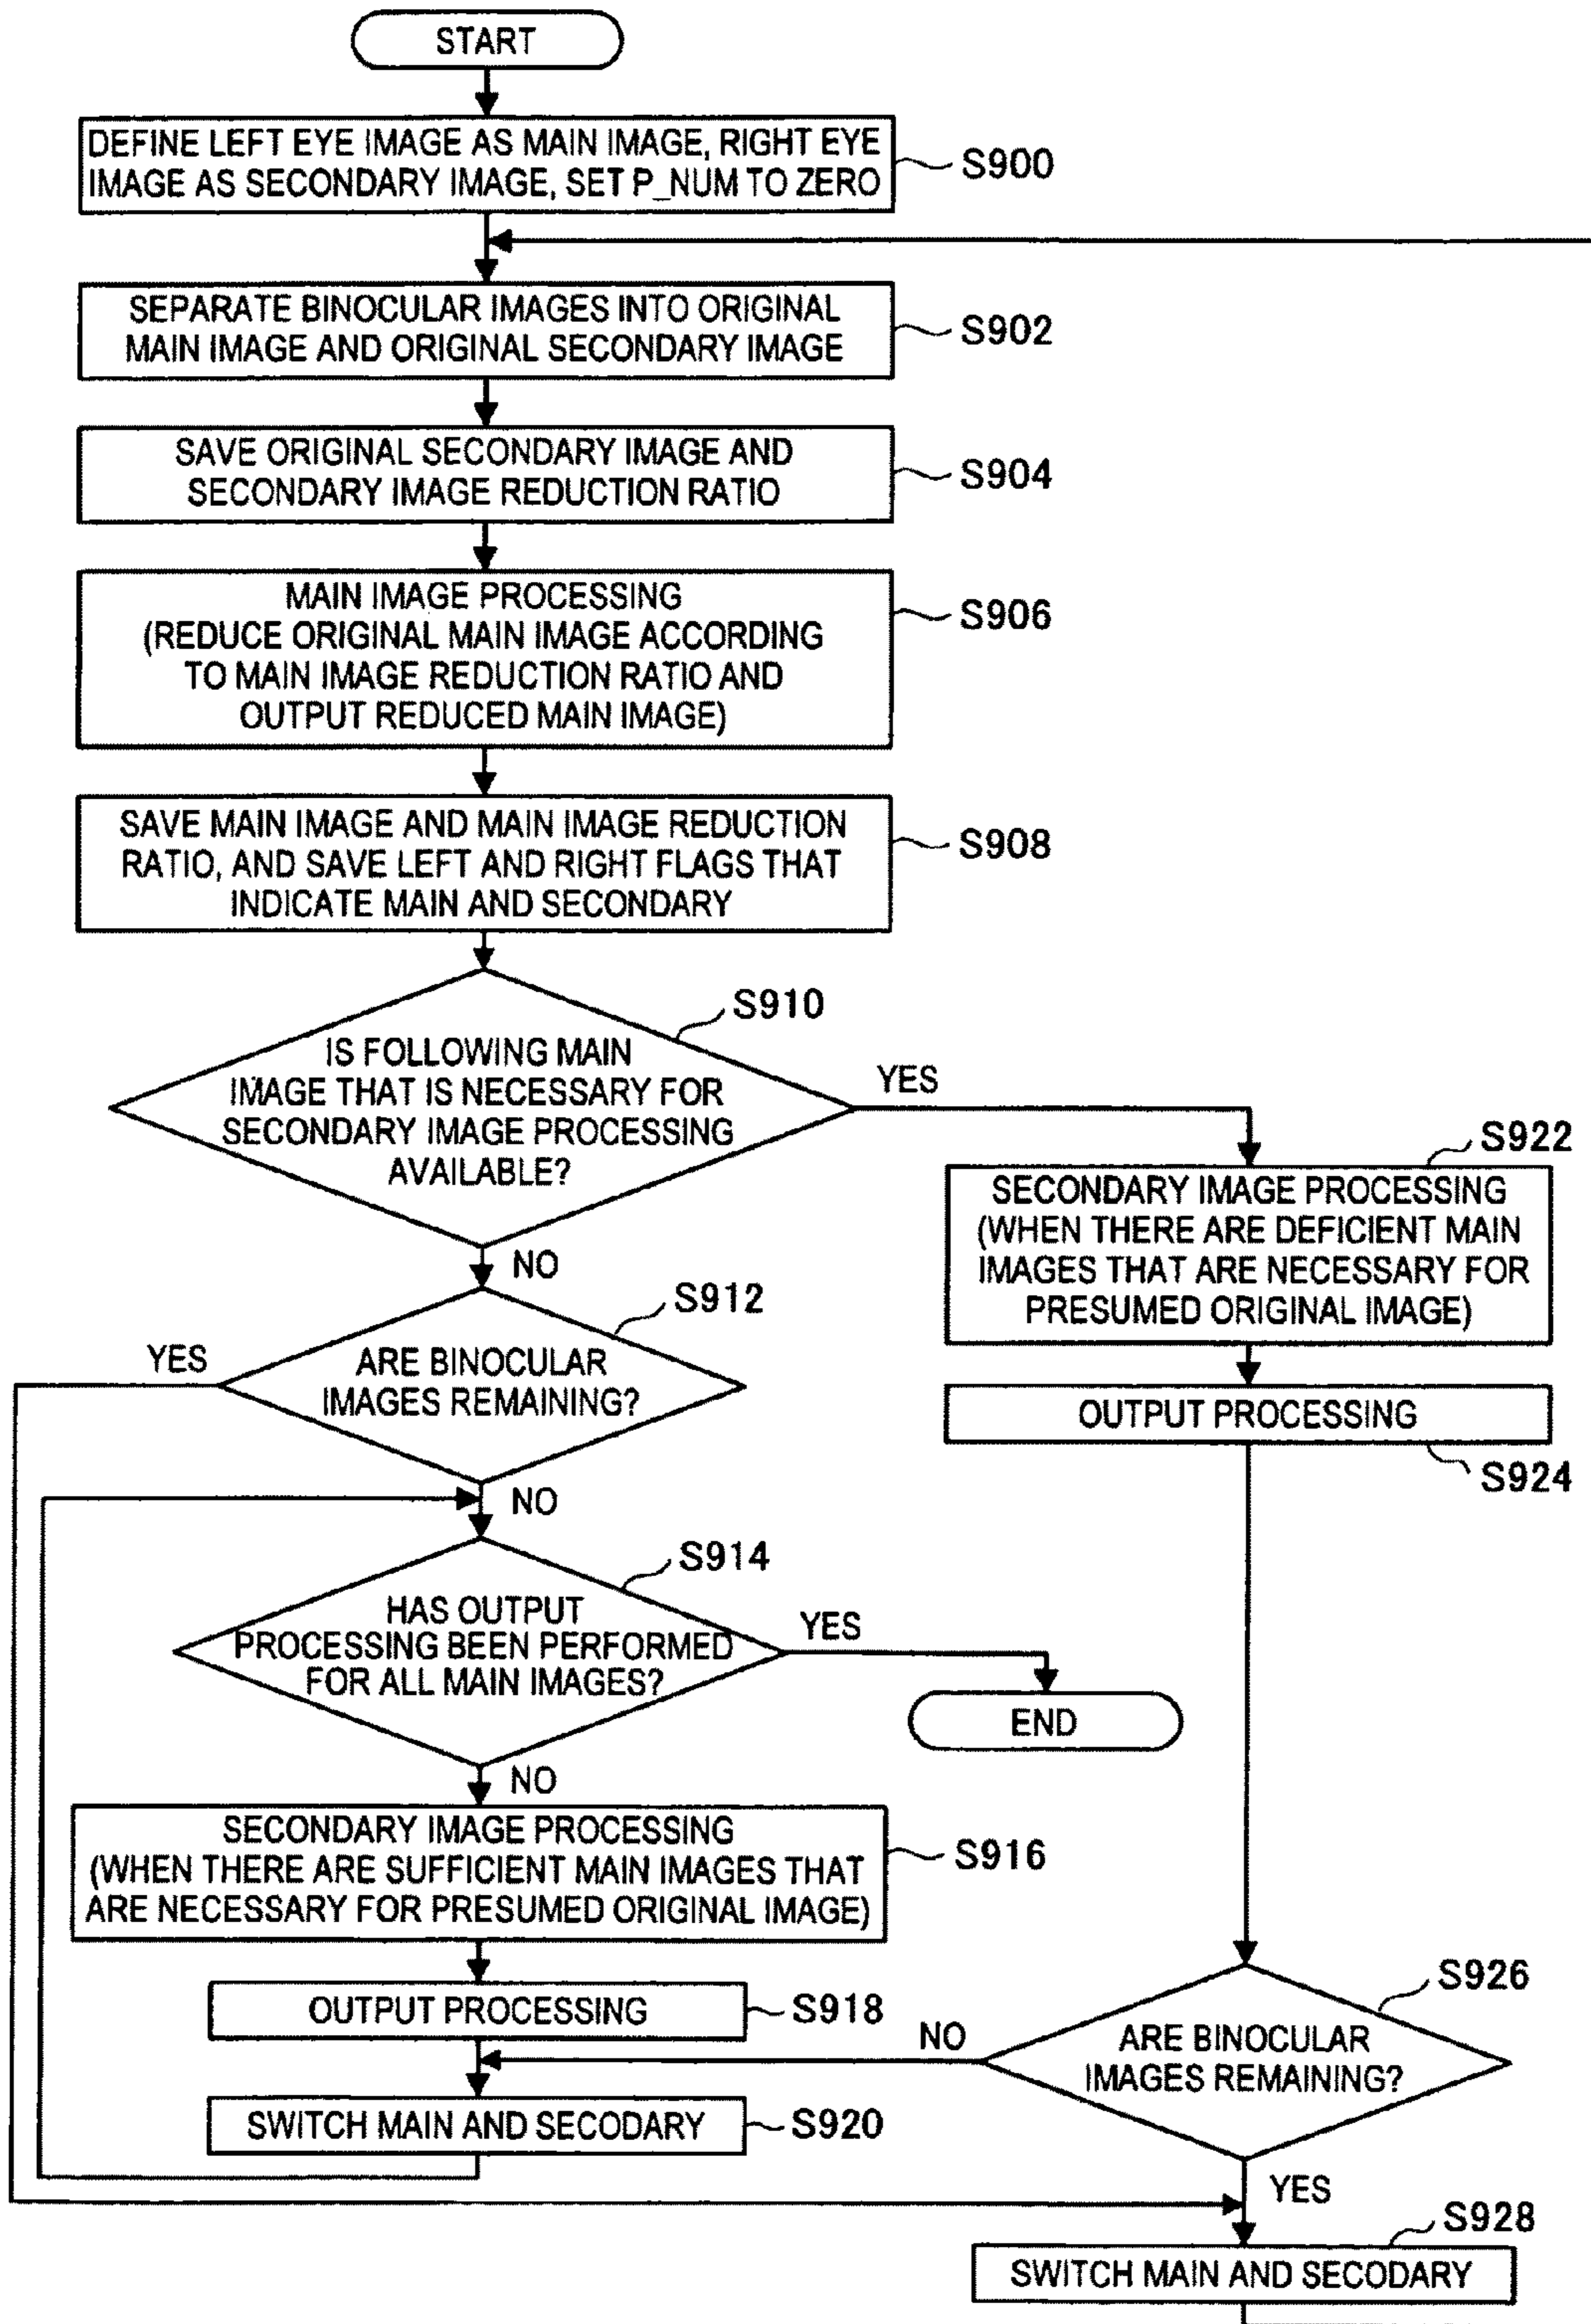 START
DEFINE LEFT EYE IMAGE AS MAIN IMAGE, RIGHT EYE
IMAGE AS SECONDARY IMAGE, SET P_NUM TO ZERO
S900
SEPARATE BINOCULAR IMAGES INTO ORIGINAL
MAIN IMAGE AND ORIGINAL SECONDARY IMAGE
S902
SAVE ORIGINAL SECONDARY IMAGE AND
SECONDARY IMAGE REDUCTION RATIO
S904
MAIN IMAGE PROCESSING
(REDUCE ORIGINAL MAIN IMAGE ACCORDING
TO MAIN IMAGE REDUCTION RATIO AND
OUTPUT REDUCED MAIN IMAGE)
S906
SAVE MAIN IMAGE AND MAIN IMAGE REDUCTION
RATIO, AND SAVE LEFT AND RIGHT FLAGS THAT
INDICATE MAIN AND SECONDARY
S908
S910
IS FOLLOWING MAIN
IMAGE THAT IS NECESSARY FOR
SECONDARY IMAGE PROCESSING
AVAILABLE?
YES
NO
S922
SECONDARY IMAGE PROCESSING
(WHEN THERE ARE DEFICIENT MAIN
IMAGES THAT ARE NECESSARY FOR
PRESUMED ORIGINAL IMAGE)
S912
ARE BINOCULAR
IMAGES REMAINING?
YES
NO
OUTPUT PROCESSING
S924
S914
HAS OUTPUT
PROCESSING BEEN PERFORMED
FOR ALL MAIN IMAGES?
YES
END
NO
SECONDARY IMAGE PROCESSING
(WHEN THERE ARE SUFFICIENT MAIN IMAGES THAT
ARE NECESSARY FOR PRESUMED ORIGINAL IMAGE)
S916
OUTPUT PROCESSING
S918
S926
ARE BINOCULAR
IMAGES REMAINING?
NO
SWITCH MAIN AND SECODARY
S920
YES
S928
SWITCH MAIN AND SECODARY